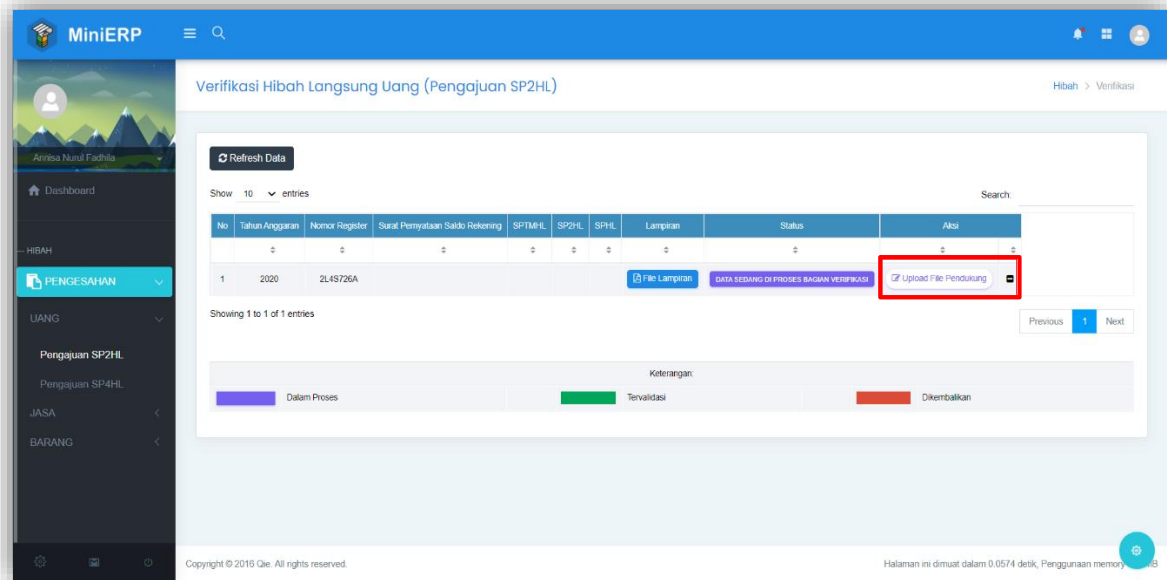 MiniERP
Verifikasi Hibah Langsung Uang (Pengajuan SP2HL)
Hibah > Verifikasi
Annisa Nurul Fadhila
Refresh Data
Dashboard
Show 10 entries
Search:
No Tahun Anggaran Nomor Register Surat Pernyataan Saldo Rekening SPTMHL SP2HL SPHL Lampiran Status Aksi
HIBAH
PENGESAHAN
1 2020 2L4S726A File Lampiran DATA SEDANG DI PROSES BAGIAN VERIFIKASI Upload File Pendukung
UANG
Showing 1 to 1 of 1 entries
Previous 1 Next
Pengajuan SP2HL
Pengajuan SP4HL
Keterangan:
Dalam Proses Tervalidasi Dikembalikan
JASA
BARANG
Copyright © 2016 Qie. All rights reserved.
Halaman ini dimuat dalam 0.0574 detik, Penggunaan memory